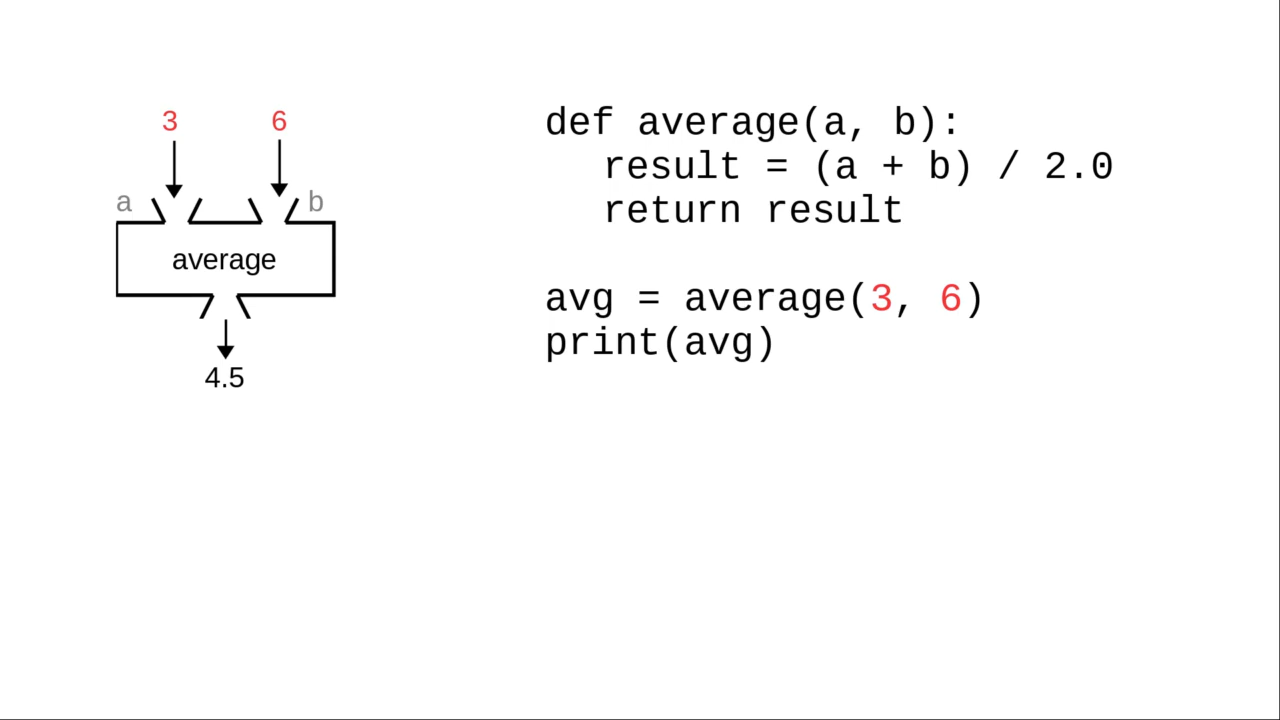 3 6
a b
average
4.5
def average(a, b):
result = (a + b) / 2.0
return result
avg = average(3, 6)
print(avg)